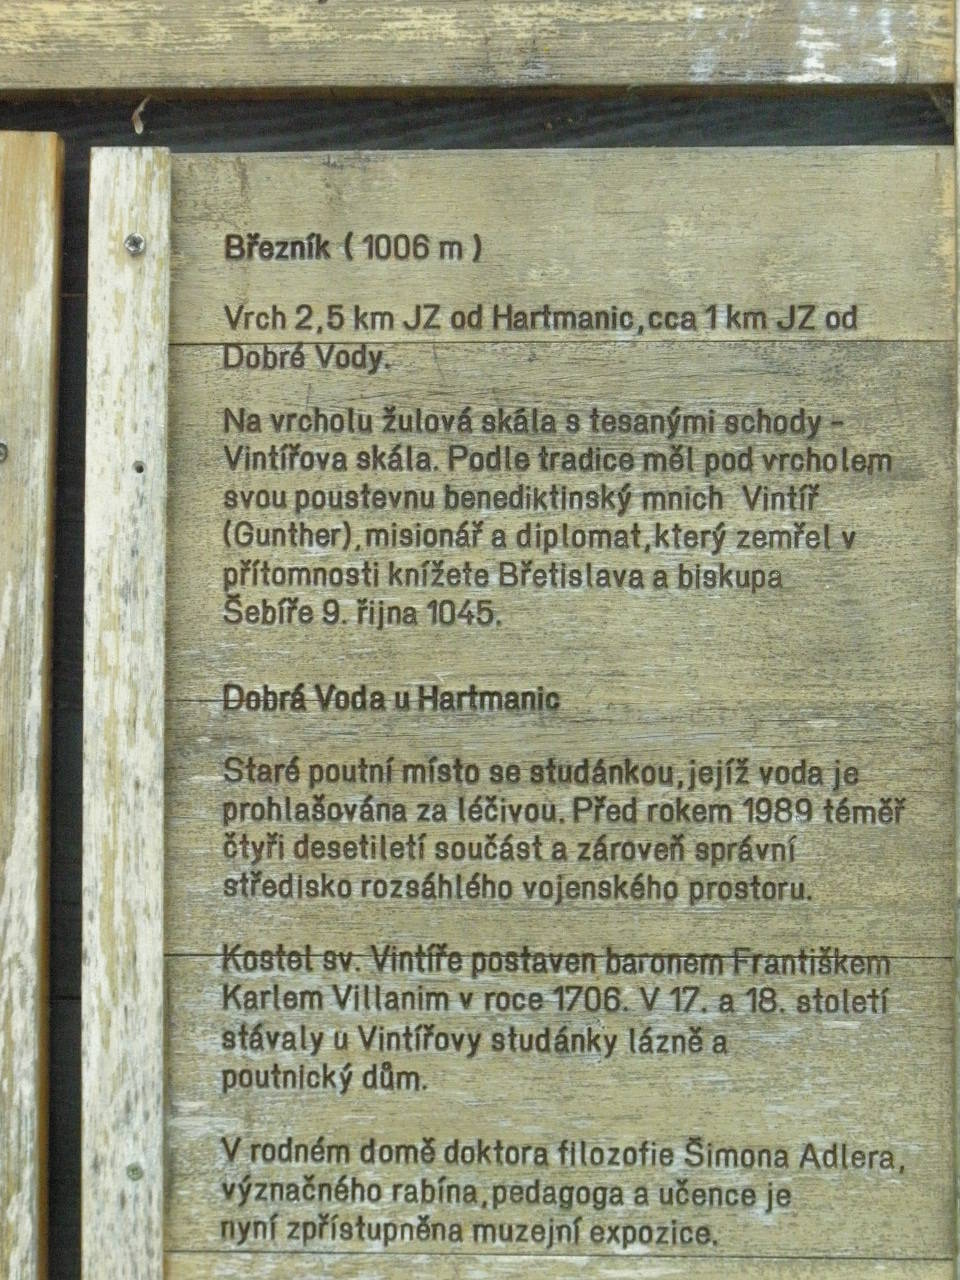 Březník ( 1006 m )
Vrch 2,5 km JZ od Hartmanic,cca 1 km JZ od
Dobré Vody.
Na vrcholu žulová skála s tesanými schody -
Vintířova skála. Podle tradice měl pod vrcholem
svou poustevnu benediktinský mnich Vintíř
(Gunther),misionář a diplomat,který zemřel v
přítomnosti knížete Břetislava a biskupa
Šebíře 9. řijna 1045.
Dobrá Voda u Hartmanic
Staré poutní místo se studánkou,jejíž voda je
prohlašována za léčivou. Před rokem 1989 téměř
čtyři desetiletí součást a zároveň správní
středisko rozsáhlého vojenského prostoru.
Kostel sv. Vintíře postaven baronem Františkem
Karlem Villanim v roce 1706. V 17. a 18. století
stávaly u Vintířovy studánky lázně a
poutnický dům.
V rodném domě doktora filozofie Šimona Adlera,
význačného rabína,pedagoga a učence je
nyní zpřístupněna muzejní expozice.